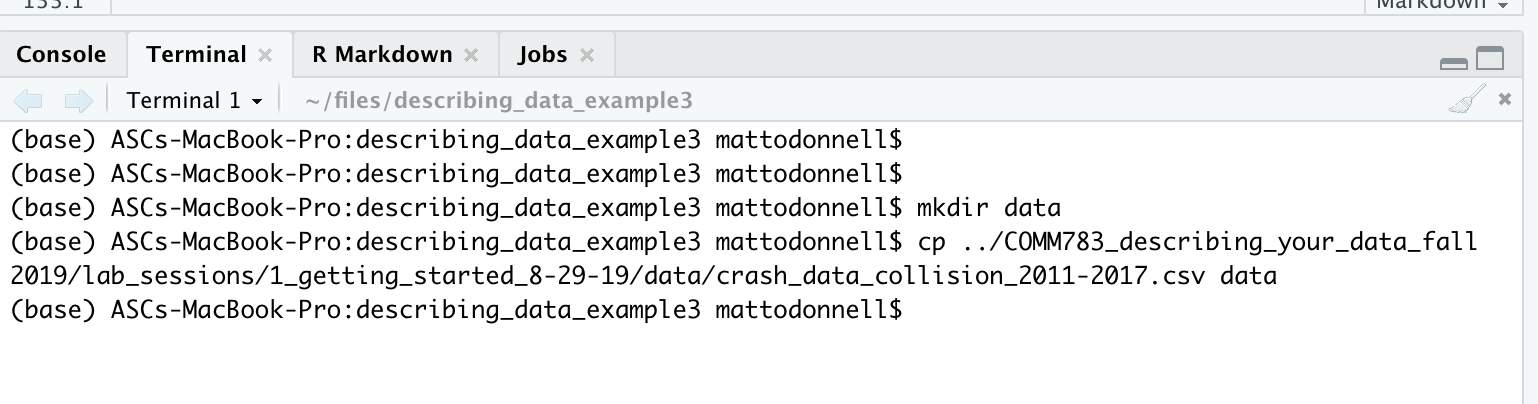 133.1 Markdown
Console Terminal R Markdown Jobs
Terminal 1 ~/files/describing_data_example3
(base) ASCs-MacBook-Pro:describing_data_example3 mattodonnell$
(base) ASCs-MacBook-Pro:describing_data_example3 mattodonnell$
(base) ASCs-MacBook-Pro:describing_data_example3 mattodonnell$ mkdir data
(base) ASCs-MacBook-Pro:describing_data_example3 mattodonnell$ cp ../COMM783_describing_your_data_fall
2019/lab_sessions/1_getting_started_8-29-19/data/crash_data_collision_2011-2017.csv data
(base) ASCs-MacBook-Pro:describing_data_example3 mattodonnell$